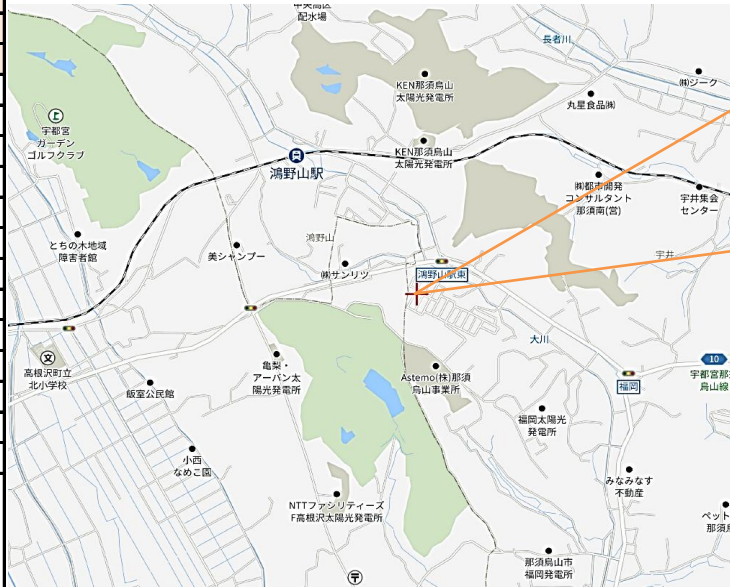 中央高区
配水場
長者川
㈱ジーク
KEN那須烏山
太陽光発電所
丸星食品㈱
宇都宮
ガーデン
ゴルフクラブ
鴻野山駅
KEN那須烏山
太陽光発電所
㈱都市開発
コンサルタント
那須南(営)
宇井集会
センター
とちの木地域
障害者館
美シャンプー
鴻野山
㈱サンリツ
鴻野山駅東
宇井
大川
10
宇都宮那
烏山線
福岡
文
高根沢町立
北小学校
飯室公民館
亀梨・
アーバン太
陽光発電所
Astemo(株)那須
烏山事業所
福岡太陽光
発電所
小西
なめこ園
みなみなす
不動産
NTTファシリティーズ
F高根沢太陽光発電所
ペット
那須
那須烏山市
福岡発電所
〒